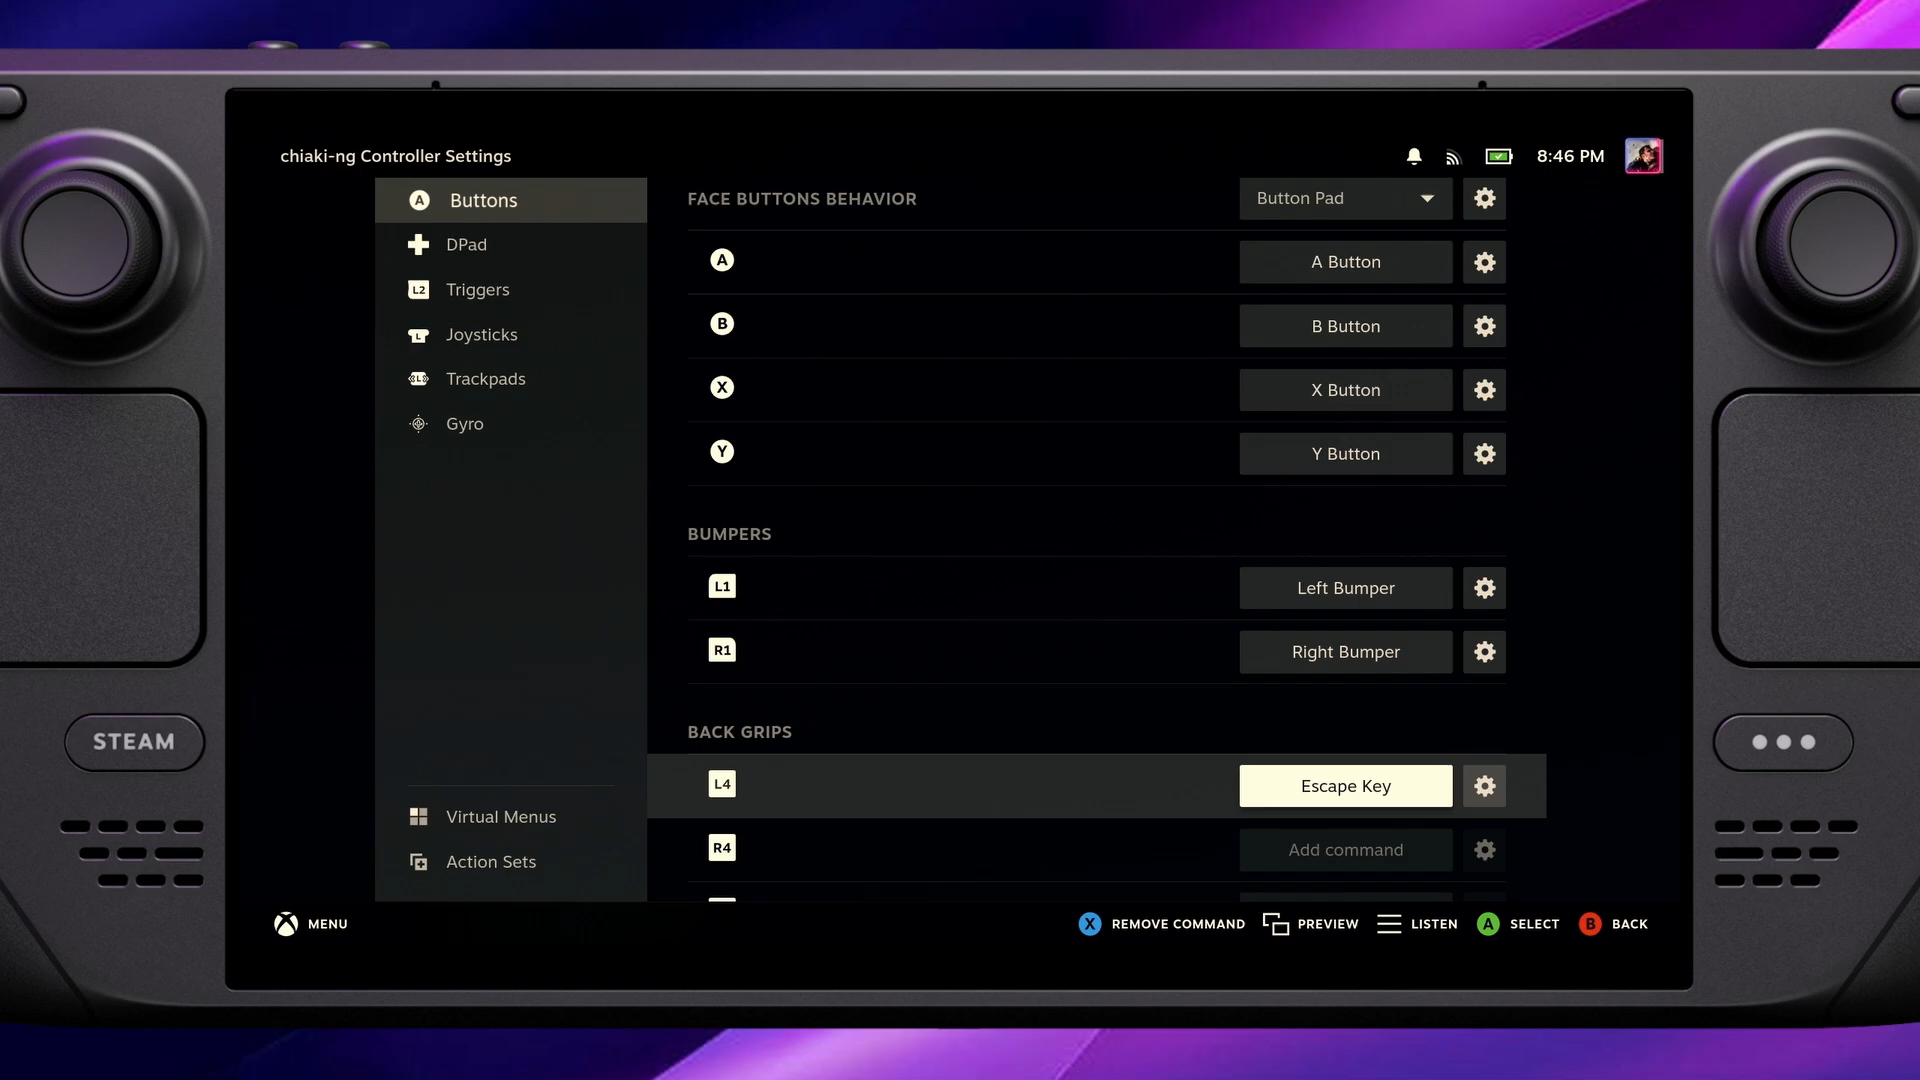 chiaki-ng Controller Settings
8:46 PM
A Buttons
DPad
L2 Triggers
L Joysticks
L Trackpads
Gyro
Virtual Menus
Action Sets
FACE BUTTONS BEHAVIOR
Button Pad
A A Button
B B Button
X X Button
Y Y Button
BUMPERS
L1 Left Bumper
R1 Right Bumper
BACK GRIPS
L4 Escape Key
R4 Add command
STEAM
MENU
X REMOVE COMMAND
PREVIEW
LISTEN
A SELECT
B BACK